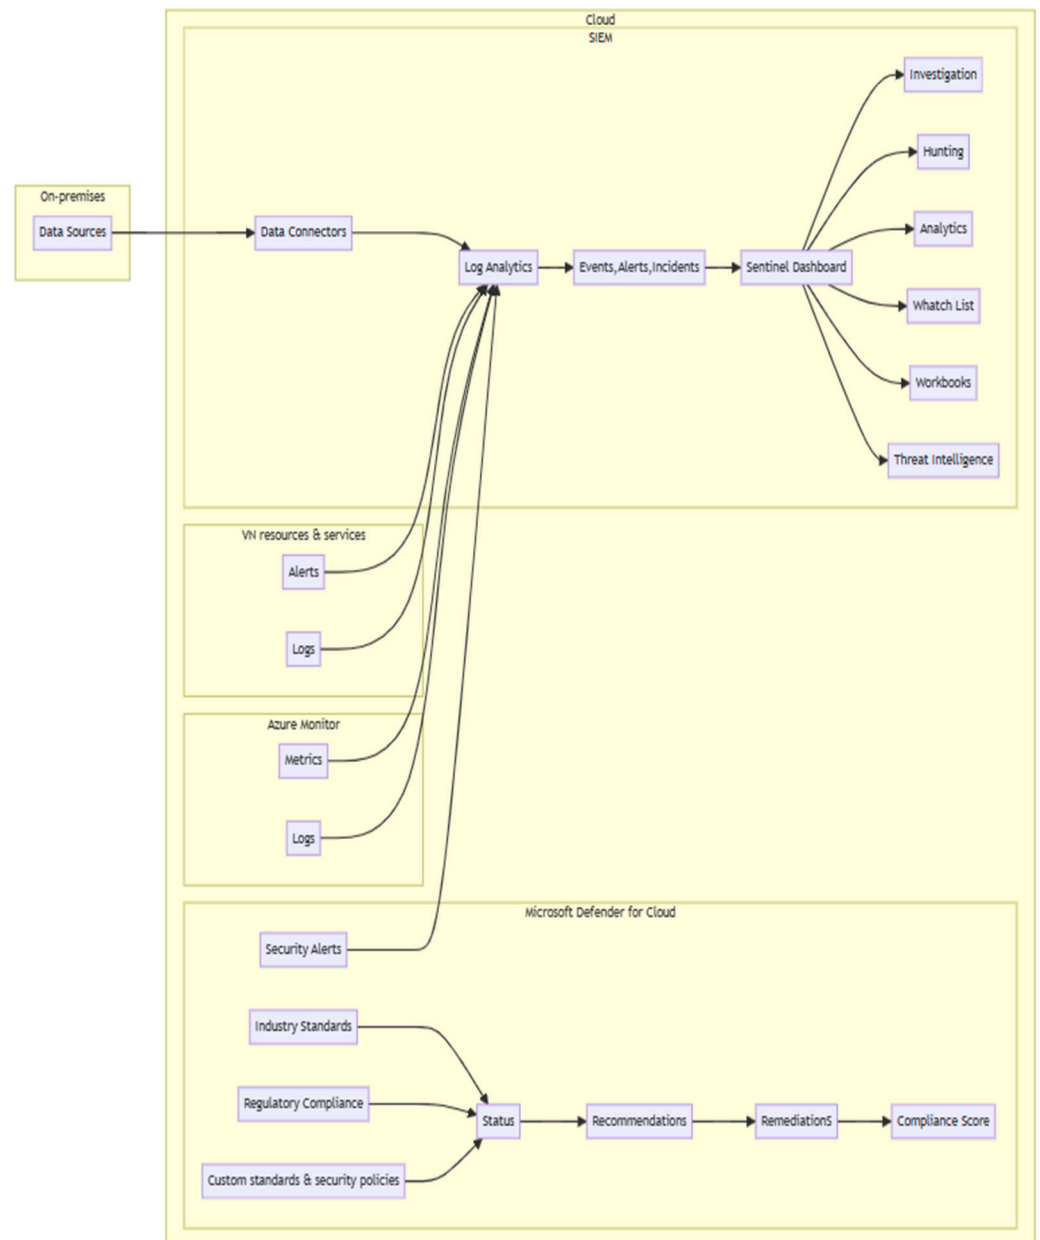 Cloud
SIEM
Investigation
Hunting
On-premises
Data Sources
Data Connectors
Analytics
Log Analytics
Events,Alerts,Incidents
Sentinel Dashboard
Whatch List
Workbooks
Threat Intelligence
VN resources & services
Alerts
Logs
Azure Monitor
Metrics
Logs
Microsoft Defender for Cloud
Security Alerts
Industry Standards
Regulatory Compliance
Status
Recommendations
RemediationS
Compliance Score
Custom standards & security policies